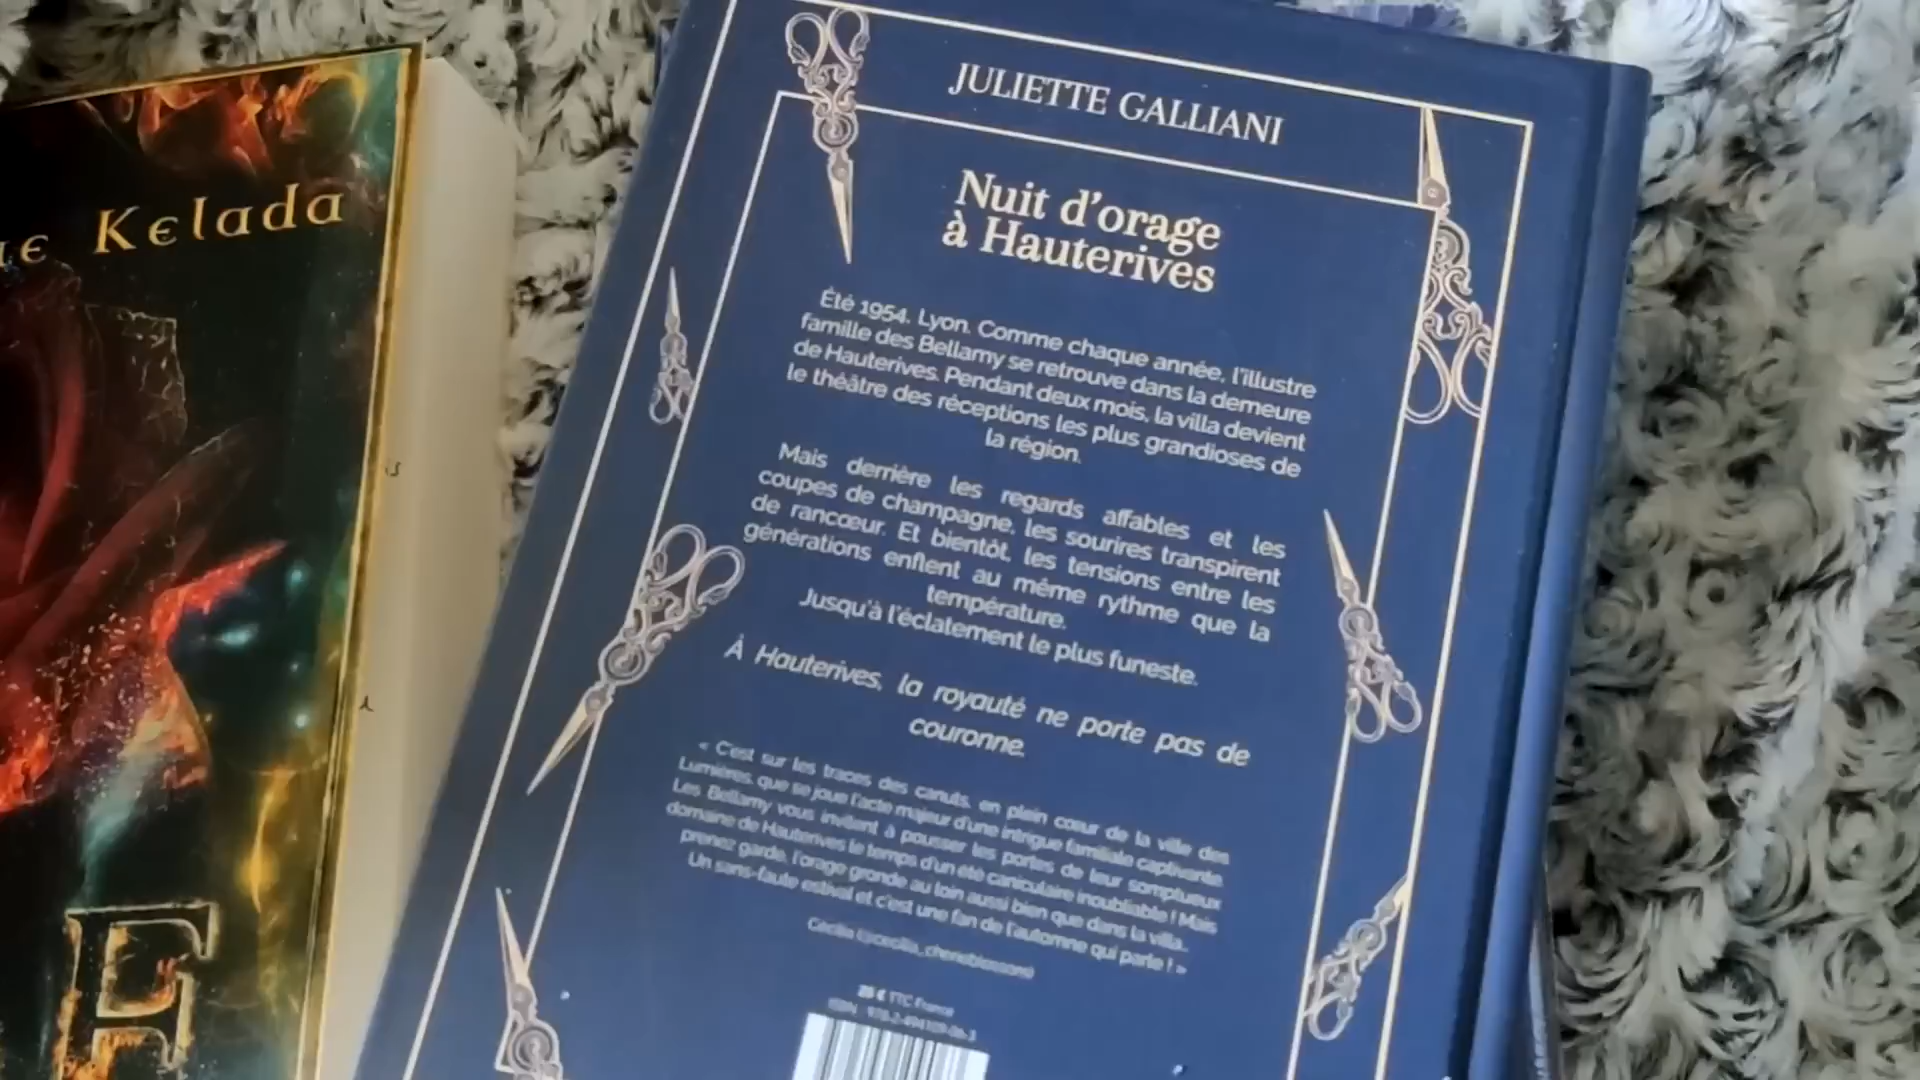 Kelada
E
JULIETTE GALLIANI
Nuit d'orage
à Hauterives
Été 1954. Lyon. Comme chaque année, l'illustre
famille des Bellamy se retrouve dans la demeure
de Hauterives. Pendant deux mois, la villa devient
le théâtre des réceptions les plus grandioses de
la région.
Mais derrière les regards affables et les
coupes de champagne, les sourires transpirent
de rancœur. Et bientôt, les tensions entre les
générations enflent au même rythme que la
température.
Jusqu'à l'éclatement le plus funeste.
À Hauterives, la royauté ne porte pas de
couronne.
« C'est sur les traces des canuts, en plein cœur de la ville des
Lumières, que se joue l'acte majeur d'une intrigue familiale captivante.
Les Bellamy vous invitent à pousser les portes de leur somptueux
domaine de Hauterives le temps d'un été caniculaire inoubliable ! Mais
prenez garde, l'orage gronde au loin aussi bien que dans la villa...
Un sans-faute estival et c'est une fan de l'automne qui parle ! »
25 € TTC France
ISBN